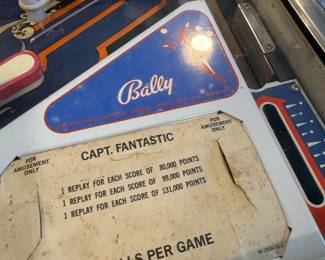 Bally
CAPT. FANTASTIC
FOR
AMUSEMENT
ONLY
FOR
AMUSEMENT
ONLY
1 REPLAY FOR EACH SCORE OF 80,000 POINTS
1 REPLAY FOR EACH SCORE OF 99,000 POINTS
1 REPLAY FOR EACH SCORE OF 131,000 POINTS
LLS PER GAME